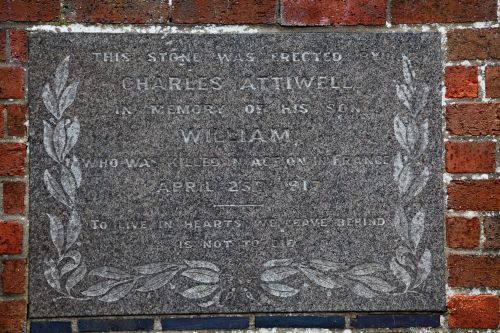 THIS STONE WAS ERECTED BY
CHARLES ATTIWELL
IN MEMORY OF HIS SON
WILLIAM,
WHO WAS KILLED IN ACTION IN FRANCE
APRIL 1917
TO LIVE IN HEARTS WE LEAVE BEHIND
IS NOT TO DIE